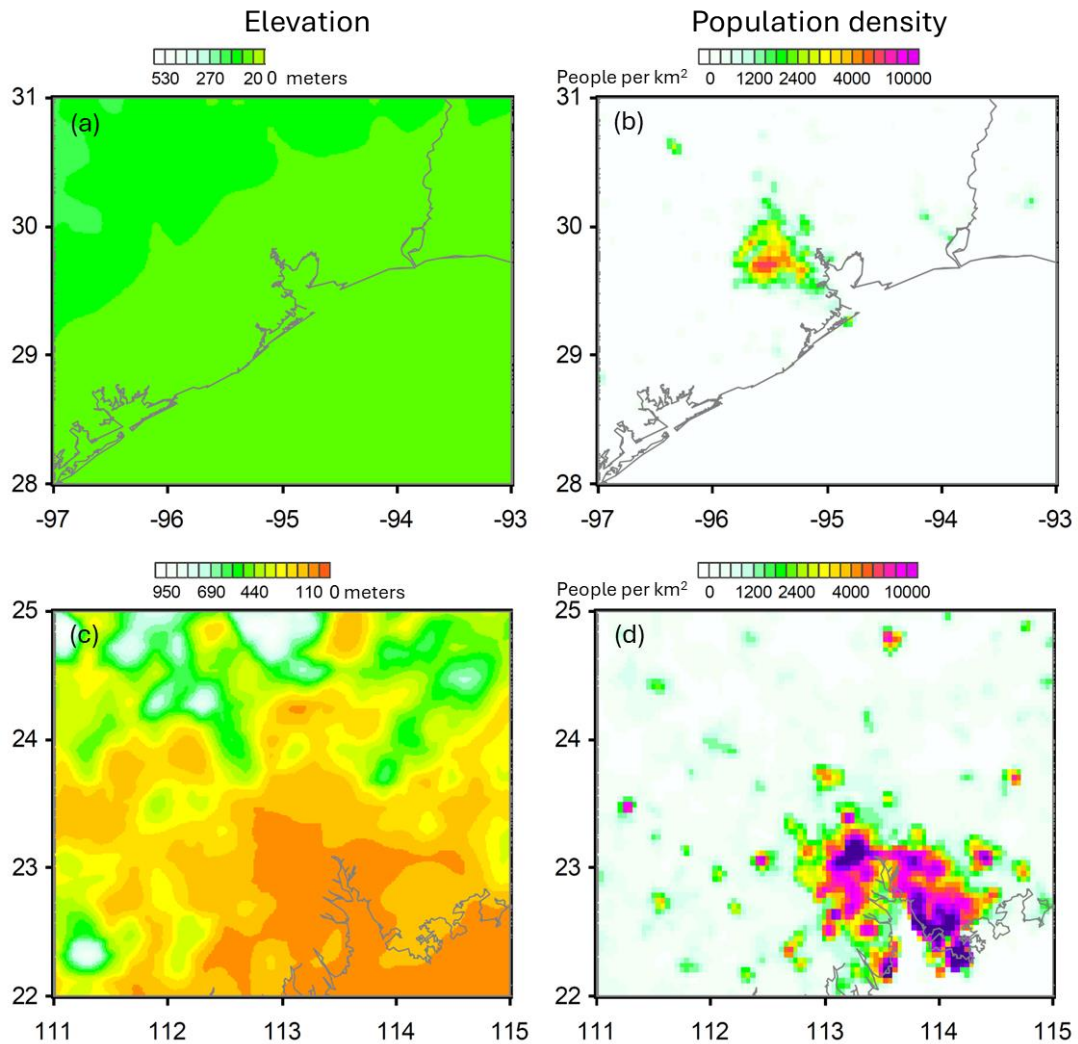 Elevation
Population density
530 270 20 0 meters
People per km² 0 1200 2400 4000 10000
31
30
29
28
(a)
-97 -96 -95 -94 -93
31
30
29
28
(b)
-97 -96 -95 -94 -93
950 690 440 110 0 meters
People per km² 0 1200 2400 4000 10000
25
24
23
22
(c)
111 112 113 114 115
25
24
23
22
(d)
111 112 113 114 115